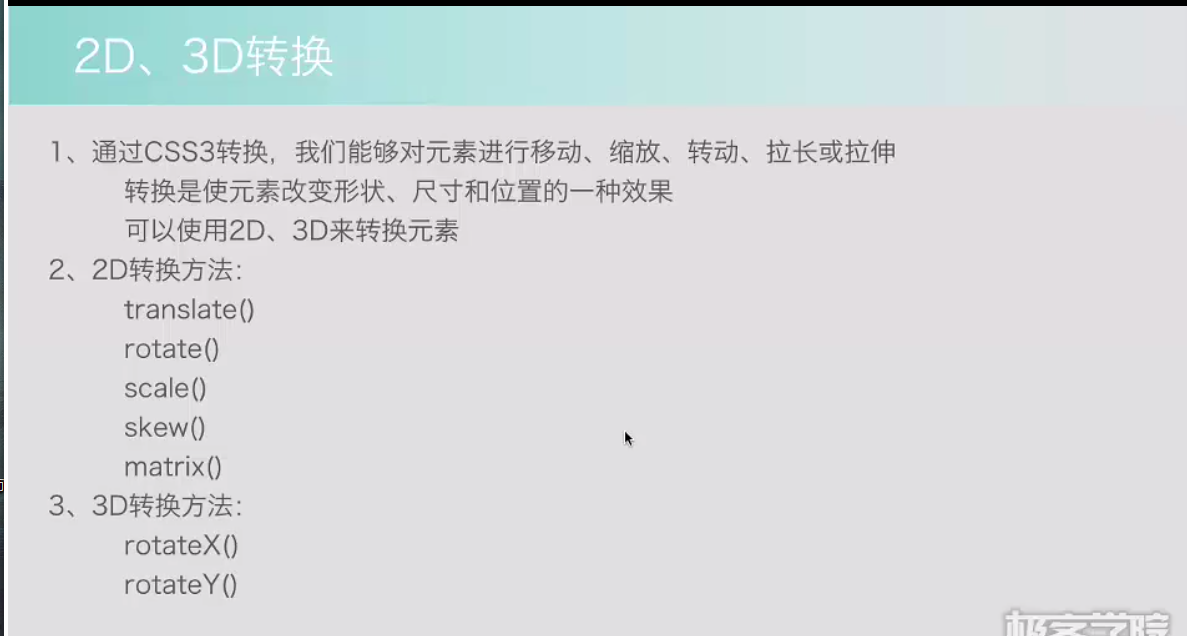 2D、3D转换
1、通过CSS3转换，我们能够对元素进行移动、缩放、转动、拉长或拉伸
转换是使元素改变形状、尺寸和位置的一种效果
可以使用2D、3D来转换元素
2、2D转换方法：
translate()
rotate()
scale()
skew()
matrix()
3、3D转换方法：
rotateX()
rotateY()
极客学院